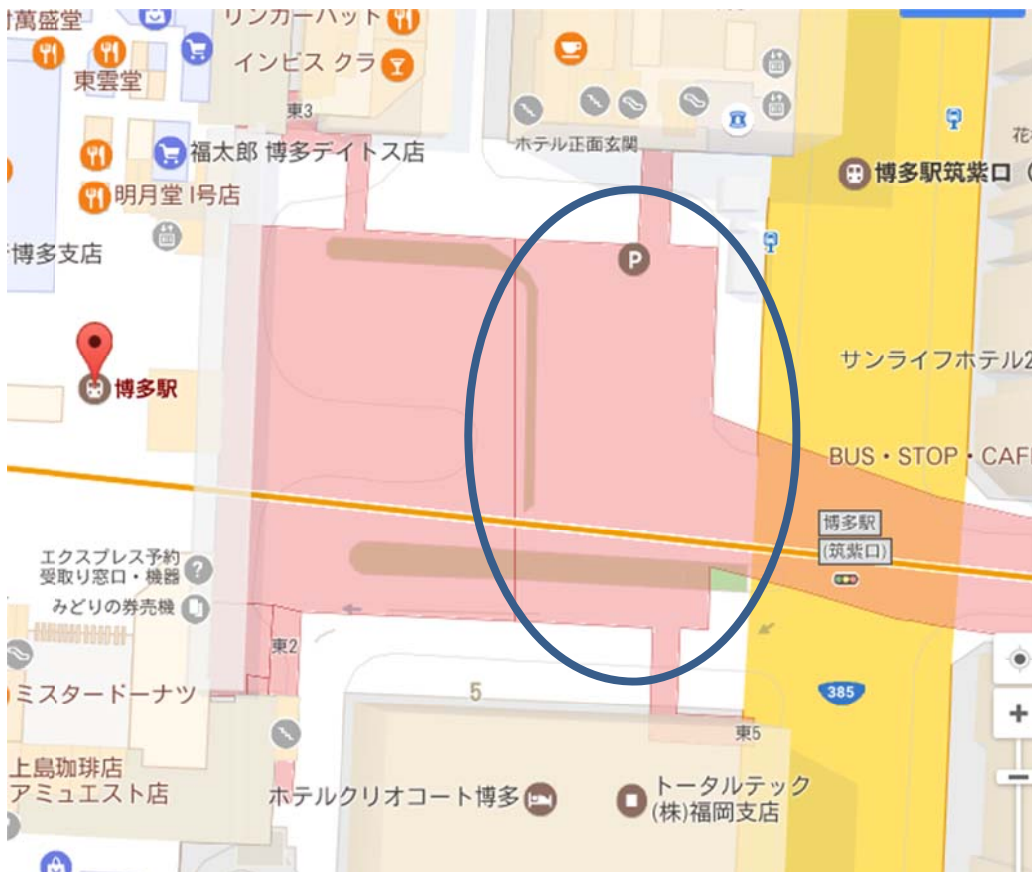 萬盛堂
リンガーハット
東雲堂
インビス クラ
東3
ホテル正面玄関
福太郎 博多デイトス店
博多駅筑紫口
明月堂 1号店
博多支店
P
博多駅
サンライフホテル2
BUS・STOP・CAF
博多駅
(筑紫口)
エクスプレス予約
受取り窓口・機器
?
みどりの券売機
東2
ミスタードーナツ
5
385
東5
上島珈琲店
アミュエスト店
ホテルクリオコート博多
トータルテック
(株)福岡支店
+